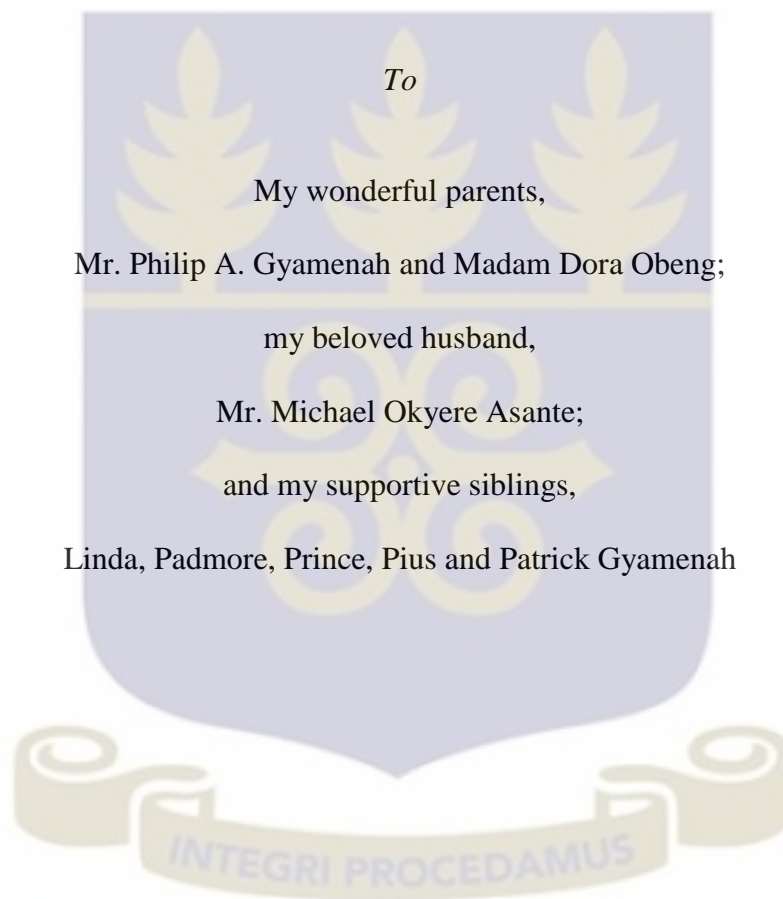 To
My wonderful parents,
Mr. Philip A. Gyamenah and Madam Dora Obeng;
my beloved husband,
Mr. Michael Okyere Asante;
and my supportive siblings,
Linda, Padmore, Prince, Pius and Patrick Gyamenah
INTEGRI PROCEDAMUS